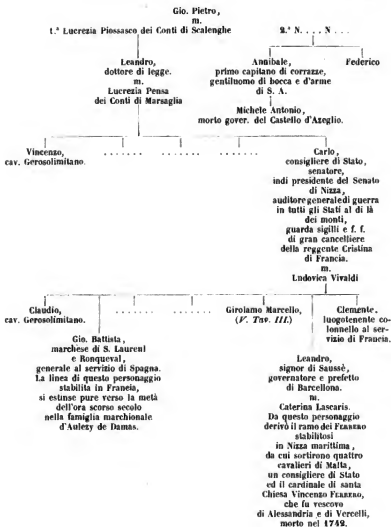 Gio. Pietro,
m.
1.ª Lucrezia Piossasco dei Conti di Scalenghe
2.ª N. . . . N . . .
Leandro,
dottore di legge.
m.
Lucrezia Pensa
dei Conti di Marsaglia
Annibale,
primo capitano di corrazze,
gentiluomo di bocca e d'arme
di S. A.
Federico
Michele Antonio,
morto gover. del Castello d'Azeglio.
Vincenzo,
cav. Gerosolimitano.
. . . . . . .
. . . . . . .
. . . . . . .
Carlo,
consigliere di Stato,
senatore,
indi presidente del Senato
di Nizza,
auditore generale di guerra
in tutti gli Stati al di là
dei monti,
guarda sigilli e f. f.
di gran cancelliere
della reggente Cristina
di Francia.
m.
Ludovica Vivaldi
Claudio,
cav. Gerosolimitano.
. . . . . . .
. . . . . . .
Girolamo Marcello,
(V. Tav. III.)
Clemente,
luogotenente co-
lonnello al ser-
vizio di Francia.
Gio. Battista,
marchese di S. Laurent
e Ronqueval,
generale al servizio di Spagna.
La linea di questo personaggio
stabilita in Francia,
si estinse pure verso la metà
dell'ora scorso secolo
nella famiglia marchionale
d'Aulezy de Damas.
Leandro,
signor di Saussè,
governatore e prefetto
di Barcellona.
m.
Caterina Lascaris.
Da questo personaggio
derivò il ramo dei FERRERO
stabilitosi
in Nizza marittima,
da cui sortirono quattro
cavalieri di Malta,
un consigliere di Stato
ed il cardinale di santa
Chiesa Vincenzo FERRERO,
che fu vescovo
di Alessandria e di Vercelli,
morto nel 1742.